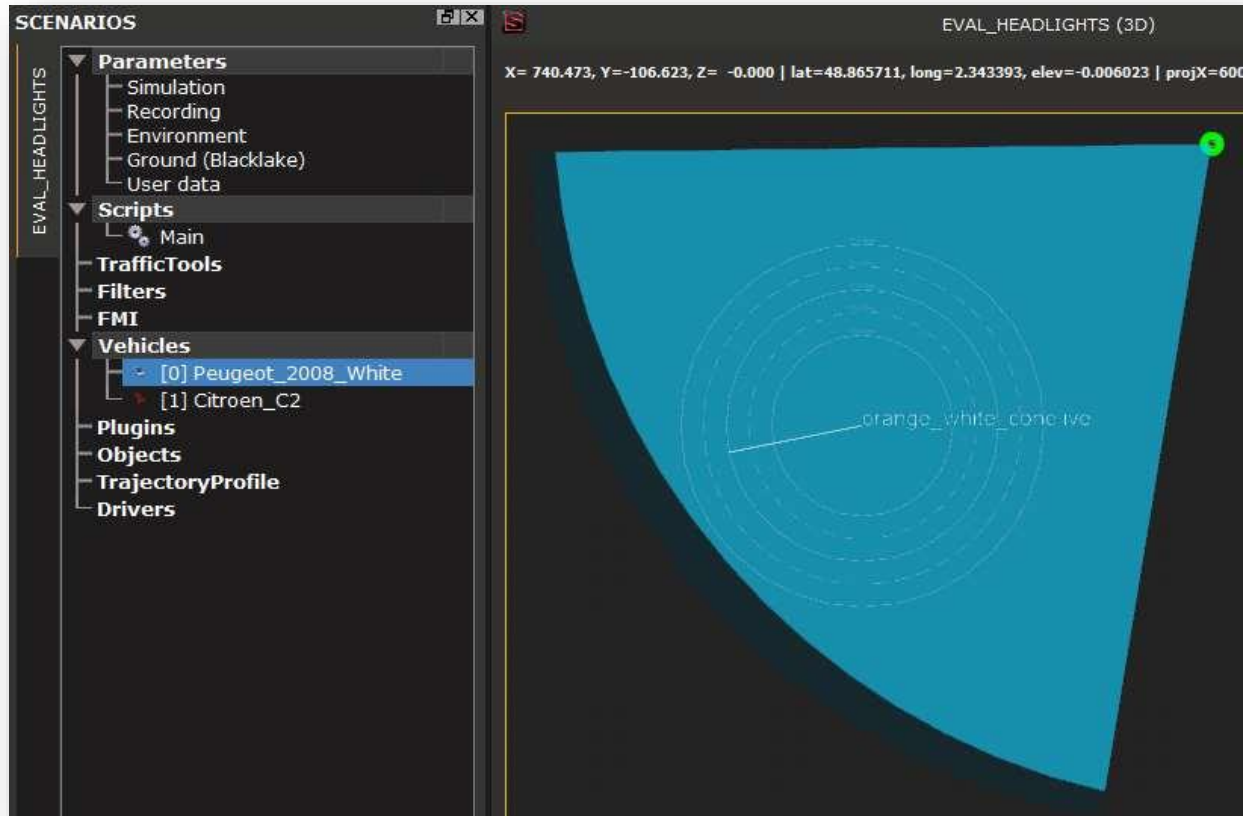 SCENARIOS
EVAL_HEADLIGHTS
Parameters
Simulation
Recording
Environment
Ground (Blacklake)
User data
Scripts
Main
TrafficTools
Filters
FMI
Vehicles
[0] Peugeot_2008_White
[1] Citroen_C2
Plugins
Objects
TrajectoryProfile
Drivers
EVAL_HEADLIGHTS (3D)
X= 740.473, Y=-106.623, Z= -0.000 | lat=48.865711, long=2.343393, elev=-0.006023 | projX=600
S